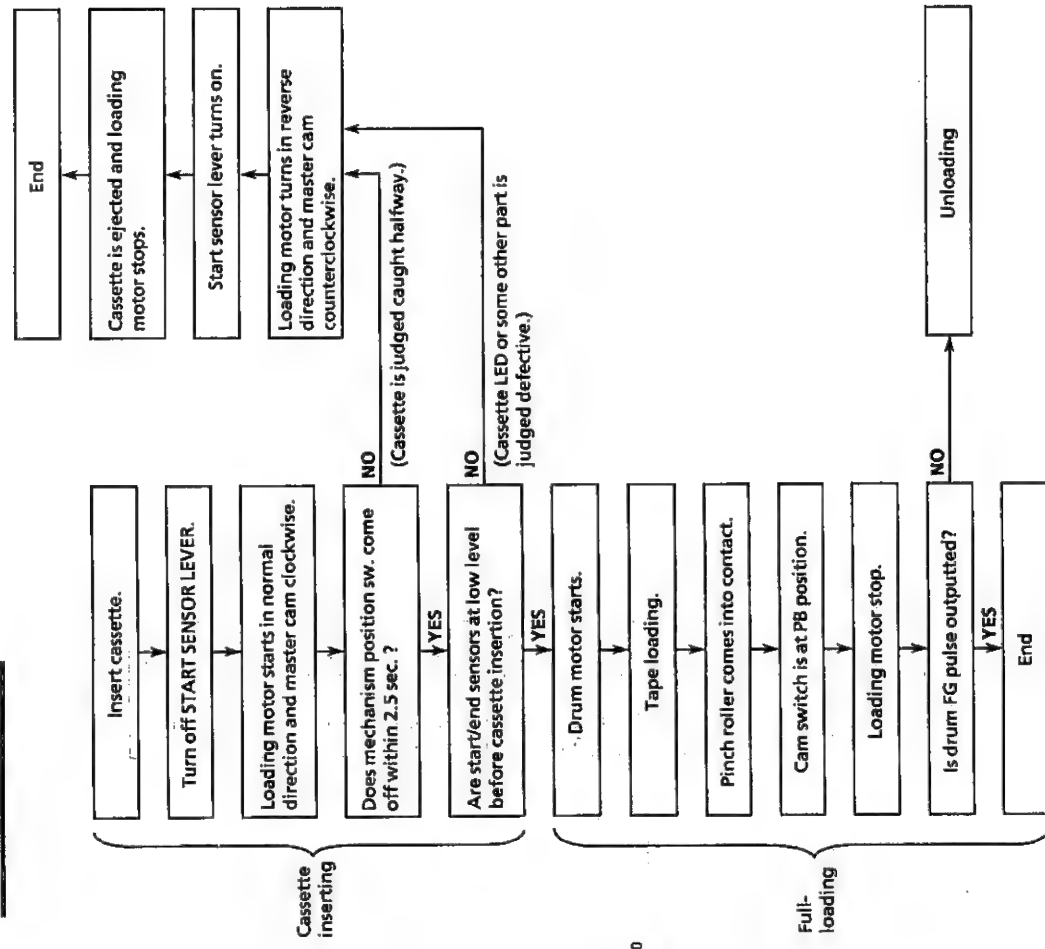 Cassette
inserting
Insert cassette.
Turn off START SENSOR LEVER.
Loading motor starts in normal
direction and master cam clockwise.
Does mechanism position sw. come
off within 2.5 sec. ?
NO
(Cassette is judged caught halfway.)
YES
Are start/end sensors at low level
before cassette insertion?
NO
(Cassette LED or some other part is
judged defective.)
YES
Loading motor turns in reverse
direction and master cam
counterclockwise.
Start sensor lever turns on.
Cassette is ejected and loading
motor stops.
End
Full-
loading
Drum motor starts.
Tape loading.
Pinch roller comes into contact.
Cam switch is at PB position.
Loading motor stop.
Is drum FG pulse outputted?
NO
Unloading
YES
End